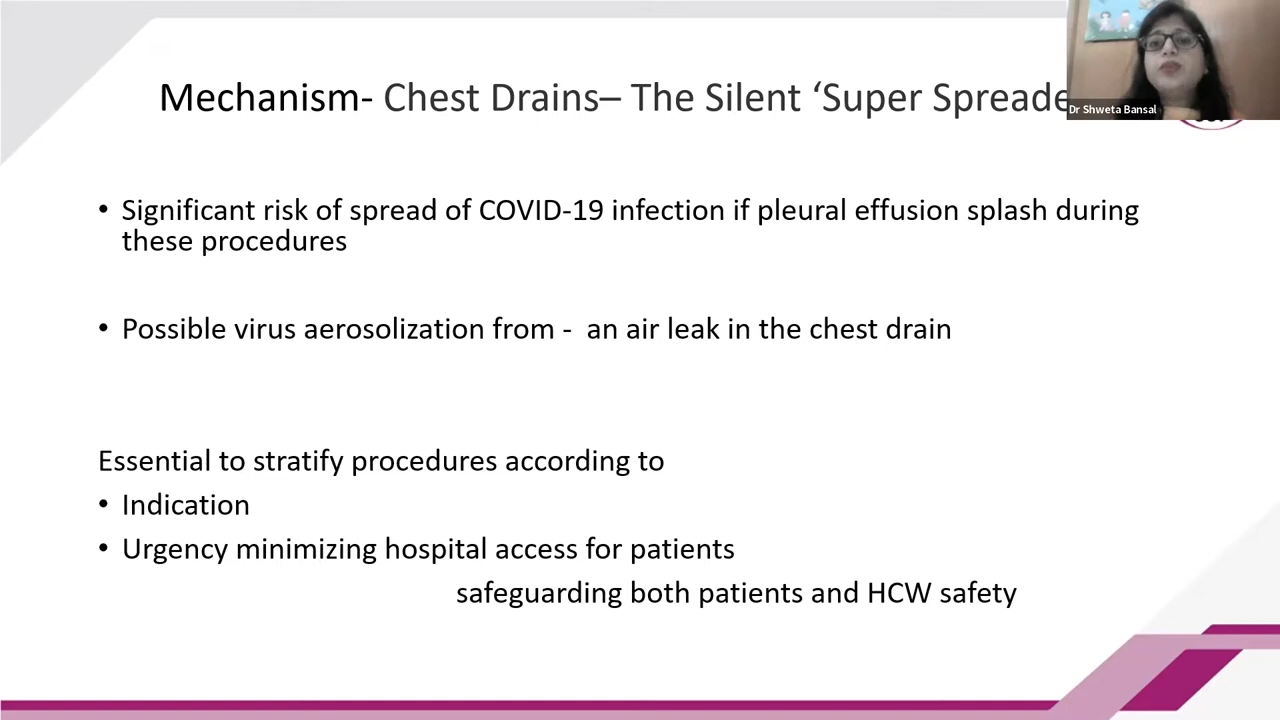 Mechanism- Chest Drains– The Silent ‘Super
Dr Shweta Bansal
• Significant risk of spread of COVID-19 infection if pleural effusion splash during
these procedures
• Possible virus aerosolization from - an air leak in the chest drain
Essential to stratify procedures according to
• Indication
• Urgency minimizing hospital access for patients
safeguarding both patients and HCW safety